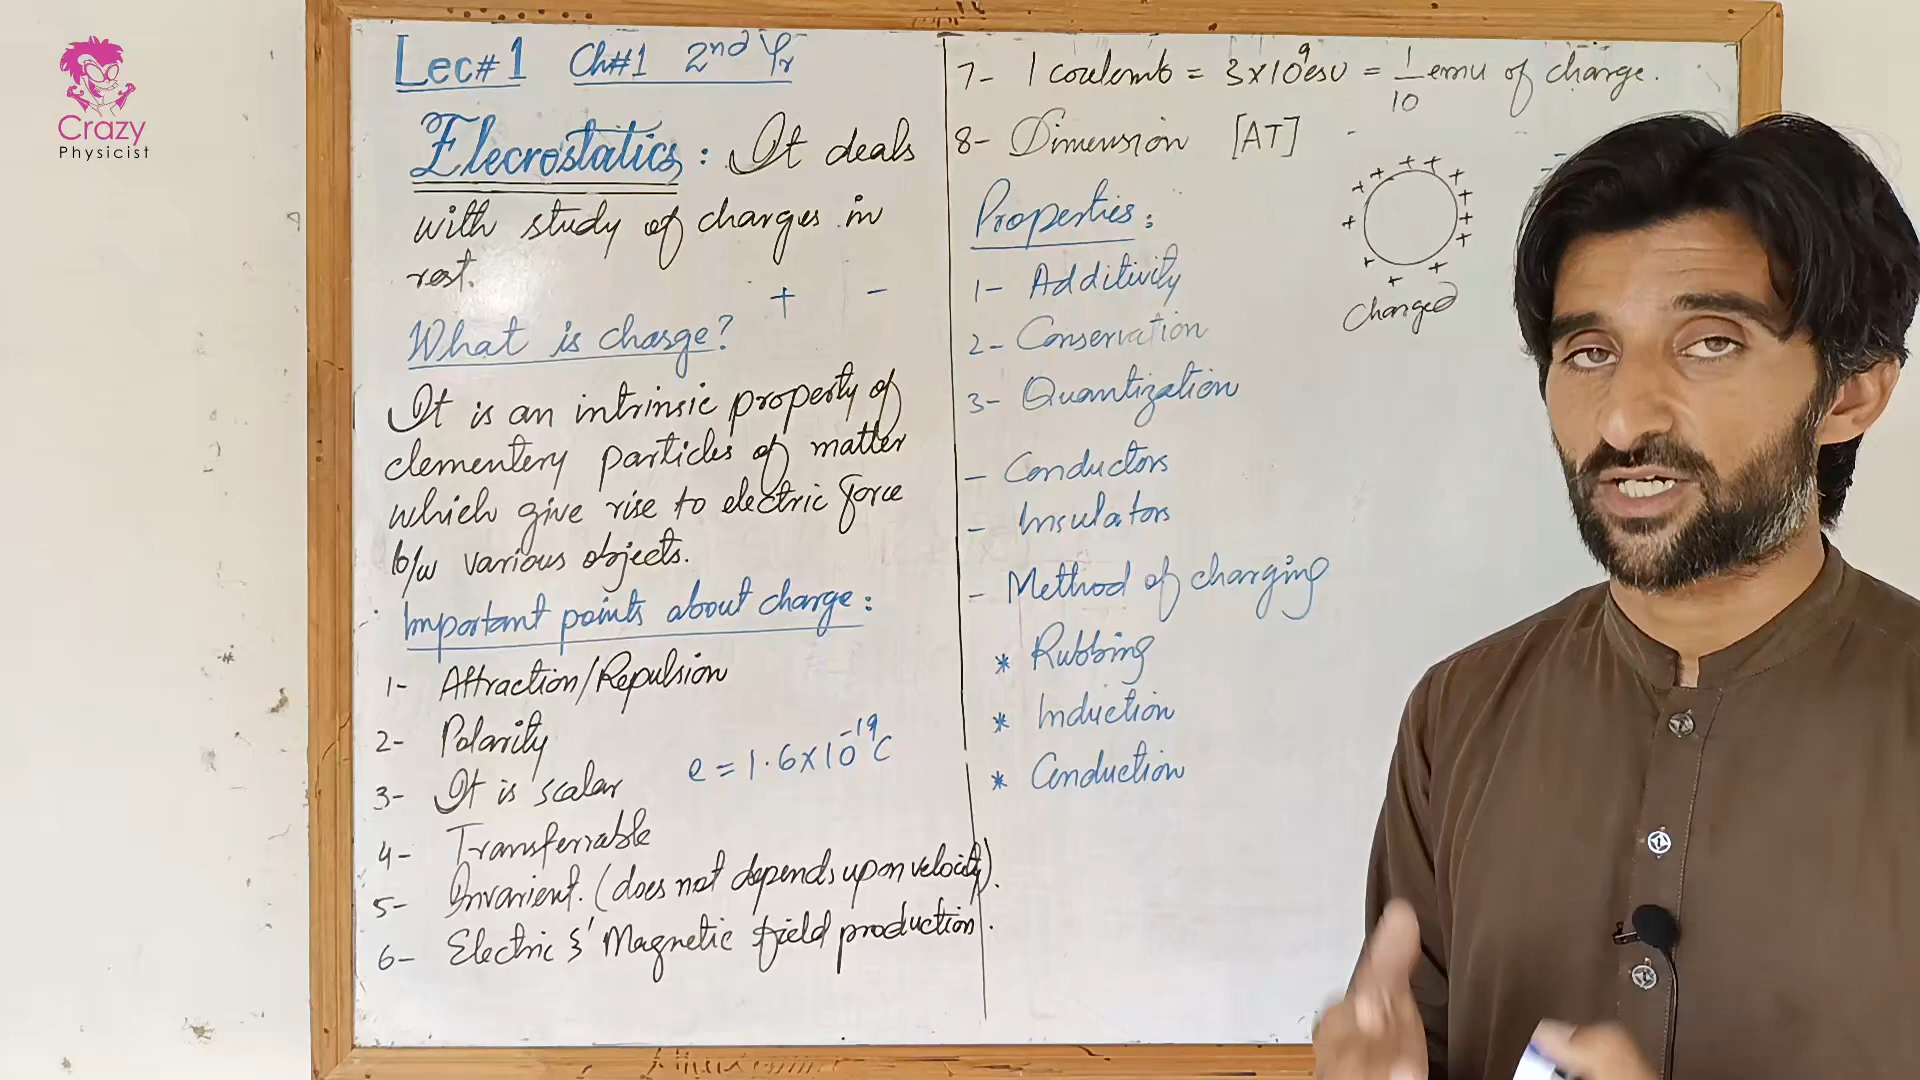 Crazy
Physicist
Lec#1 Ch#1 2nd Yr
Elecrostatics : It deals
with study of charges in
rest.
+ -
What is charge?
It is an intrinsic property of
elementery particles of matter
which give rise to electric force
b/w various objects.
Important points about charge:
1- Attraction/Repulsion
2- Polarity
3- It is scalar
e = 1.6x10^-19 C
4- Transferrable
5- Invarient. (does not depends upon velocity).
6- Electric & Magnetic field production.
7- 1 coulomb = 3x10^9 esu = 1/10 emu of charge.
8- Dimension [AT]
Properties:
1- Additivity
2- Conservation
3- Quantization
- Conductors
- Insulators
- Method of charging
* Rubbing
* Induction
* Conduction
+ + + + + + + + + + + + +
Charged